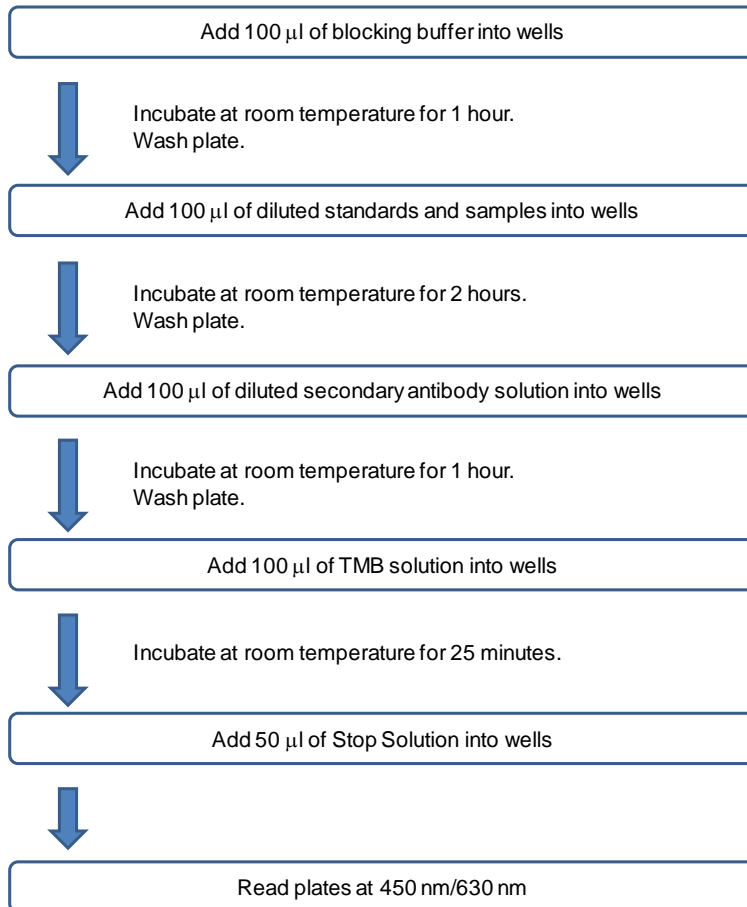 Add 100 μl of blocking buffer into wells
Incubate at room temperature for 1 hour.
Wash plate.
Add 100 μl of diluted standards and samples into wells
Incubate at room temperature for 2 hours.
Wash plate.
Add 100 μl of diluted secondary antibody solution into wells
Incubate at room temperature for 1 hour.
Wash plate.
Add 100 μl of TMB solution into wells
Incubate at room temperature for 25 minutes.
Add 50 μl of Stop Solution into wells
Read plates at 450 nm/630 nm